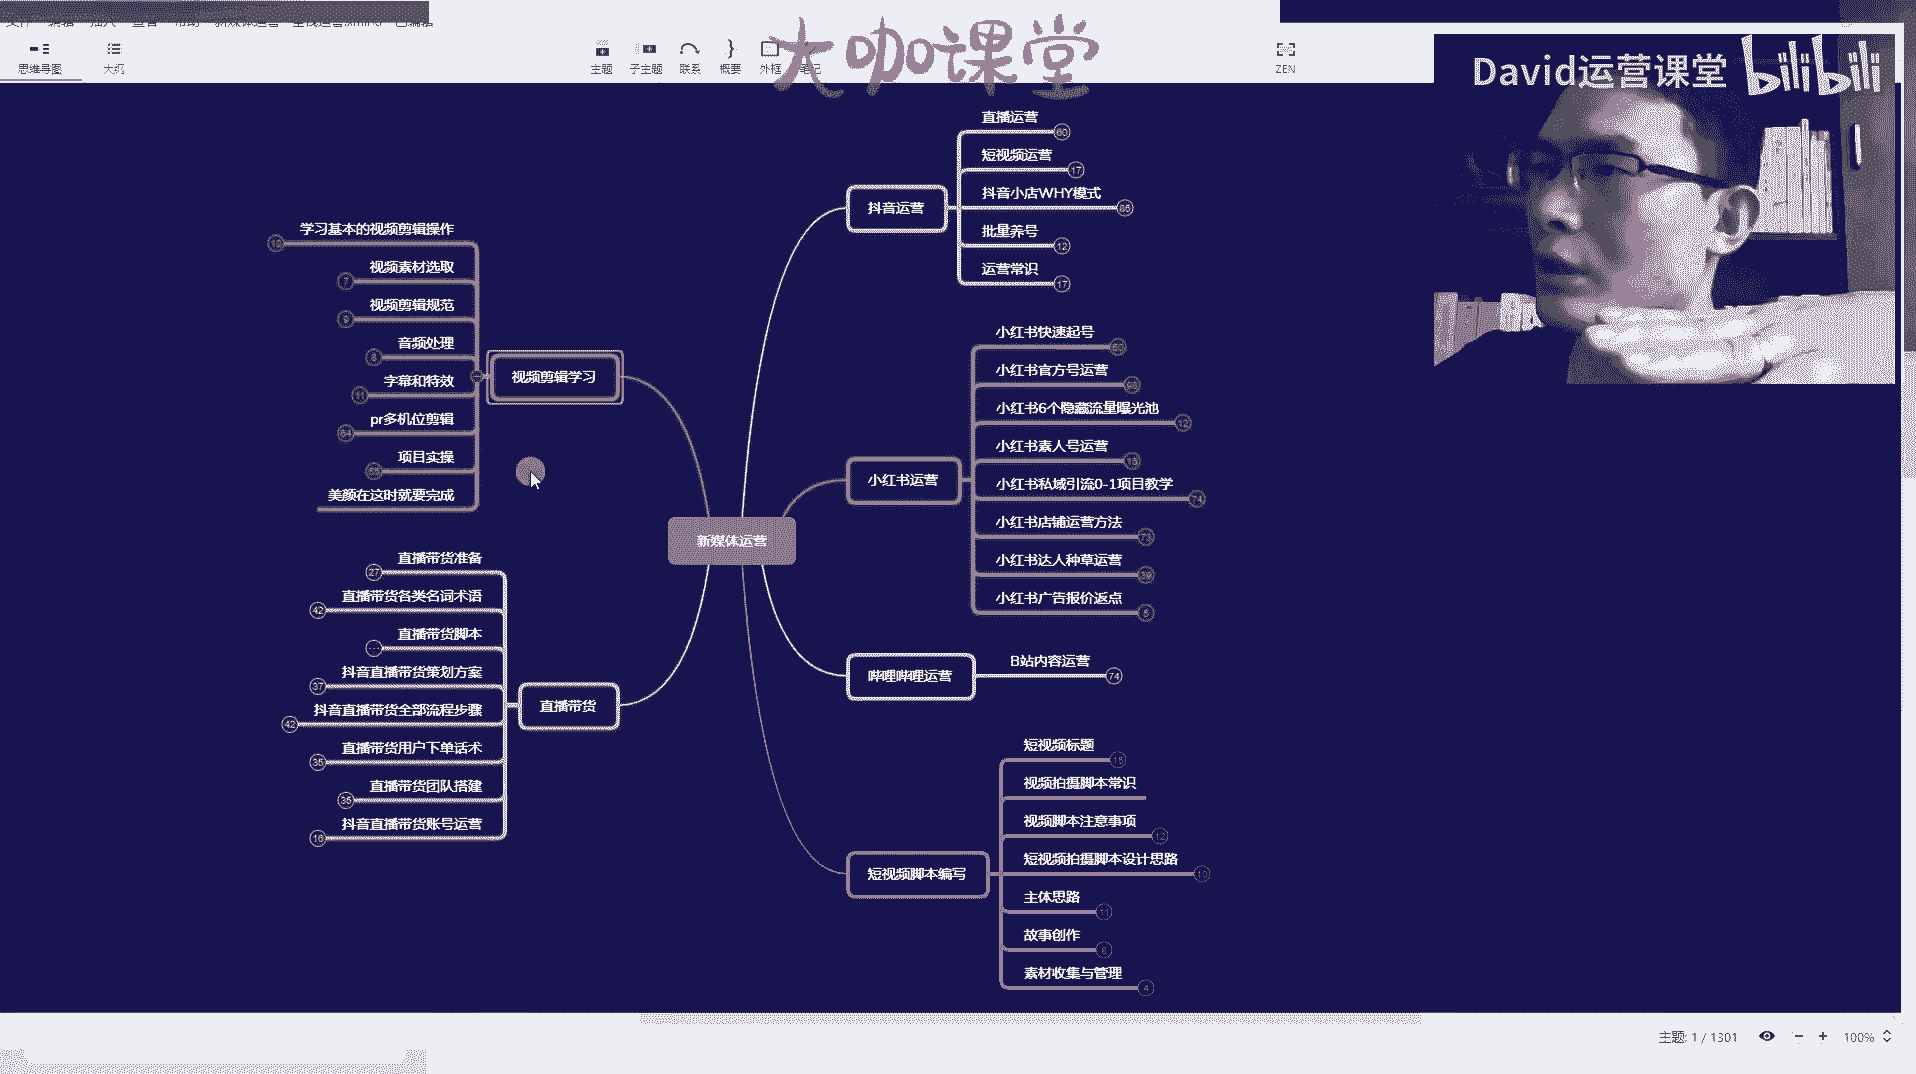 思维导图
大纲
主题
子主题
联系
概要
外框
笔记
大咖课堂
ZEN
David运营课堂 bilibili
新媒体运营
抖音运营
直播运营 60
短视频运营 17
抖音小店WHY模式 85
批量养号 12
运营常识 17
小红书运营
小红书快速起号
小红书官方号运营
小红书6个隐藏流量曝光池 12
小红书素人号运营
小红书私域引流0-1项目教学 74
小红书店铺运营方法 73
小红书达人种草运营
小红书广告报价返点
哔哩哔哩运营
B站内容运营 74
短视频脚本编写
短视频标题
视频拍摄脚本常识
视频脚本注意事项 12
短视频拍摄脚本设计思路 10
主体思路 11
故事创作
素材收集与管理 4
视频剪辑学习
学习基本的视频剪辑操作
视频素材选取 7
视频剪辑规范 9
音频处理
字幕和特效 11
pr多机位剪辑
项目实操
美颜在这时就要完成
直播带货
直播带货准备 27
直播带货各类名词术语 42
直播带货脚本
抖音直播带货策划方案 37
抖音直播带货全部流程步骤 42
直播带货用户下单话术 35
直播带货团队搭建
抖音直播带货账号运营 16
主题: 1 / 1301
100%